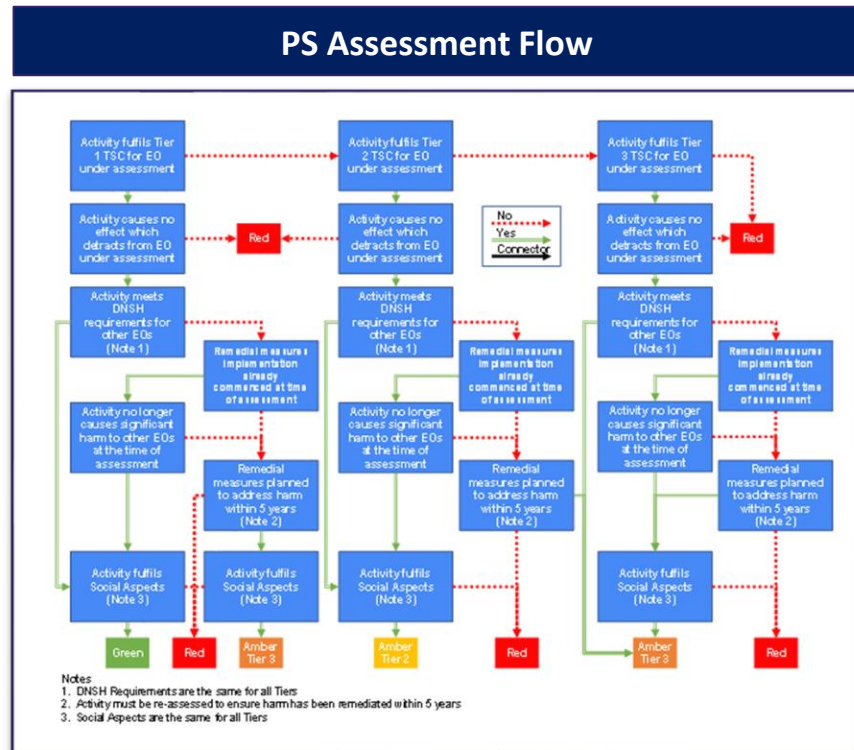 PS Assessment Flow
Activity fulfils Tier
1 TSC for EO
under assessment
Activity fulfils Tier
2 TSC for EO
under assessment
Activity fulfils Tier
3 TSC for EO
under assessment
Activity causes no
effect which
detracts from EO
under assessment
Red
Activity causes no
effect which
detracts from EO
under assessment
No
Yes
Connector
Activity causes no
effect which
detracts from EO
under assessment
Red
Activity meets
DNSH
requirements for
other EOs
(Note 1)
Activity meets
DNSH
requirements for
other EOs
(Note 1)
Activity meets
DNSH
requirements for
other EOs
(Note 1)
Remedial measures
implementation
already
commenced at time
of assessment
Remedial measures
implementation
already
commenced at time
of assessment
Remedial measures
implementation
already
commenced at time
of assessment
Activity no longer
causes significant
harm to other EOs
at the time of
assessment
Activity no longer
causes significant
harm to other EOs
at the time of
assessment
Activity no longer
causes significant
harm to other EOs
at the time of
assessment
Remedial
measures planned
to address harm
within 5 years
(Note 2)
Remedial
measures planned
to address harm
within 5 years
(Note 2)
Remedial
measures planned
to address harm
within 5 years
(Note 2)
Activity fulfils
Social Aspects
(Note 3)
Activity fulfils
Social Aspects
(Note 3)
Activity fulfils
Social Aspects
(Note 3)
Activity fulfils
Social Aspects
(Note 3)
Green
Red
Amber
Tier 3
Amber
Tier 2
Red
Amber
Tier 3
Red
Notes
1. DNSH Requirements are the same for all Tiers
2. Activity must be re-assessed to ensure harm has been remediated within 5 years
3. Social Aspects are the same for all Tiers